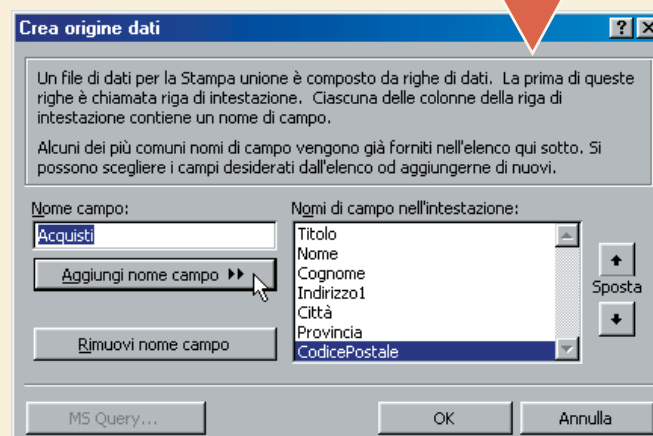 Crea origine dati
Un file di dati per la Stampa unione è composto da righe di dati. La prima di queste
righe è chiamata riga di intestazione. Ciascuna delle colonne della riga di
intestazione contiene un nome di campo.
Alcuni dei più comuni nomi di campo vengono già forniti nell'elenco qui sotto. Si
possono scegliere i campi desiderati dall'elenco od aggiungerne di nuovi.
Nome campo:
Acquisti
Aggiungi nome campo
Rimuovi nome campo
Nomi di campo nell'intestazione:
Titolo
Nome
Cognome
Indirizzo1
Città
Provincia
CodicePostale
Sposta
MS Query...
OK
Annulla